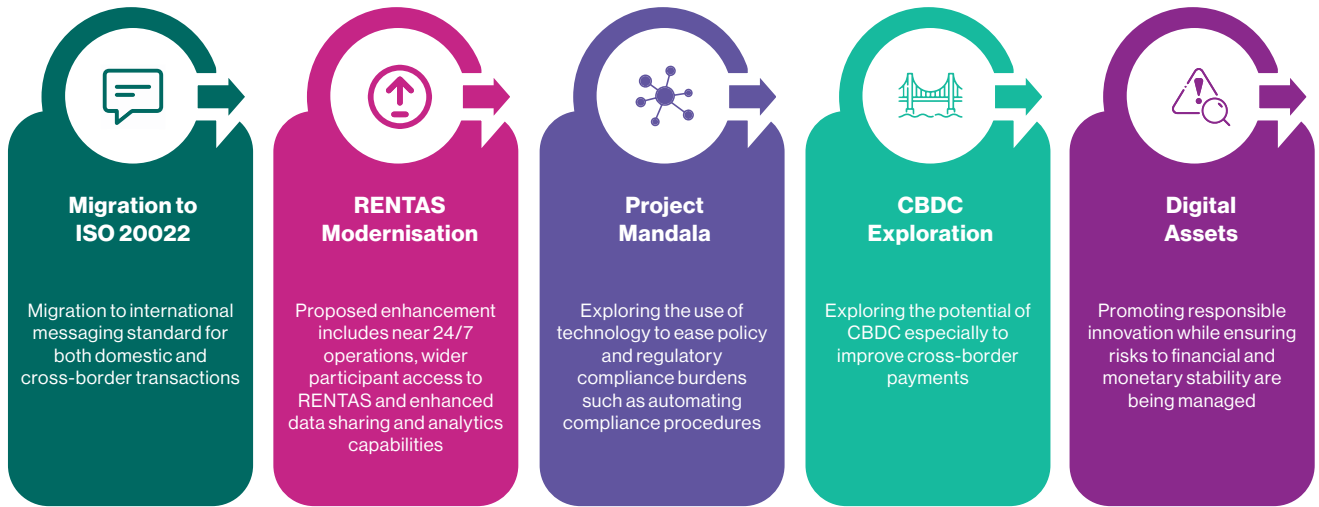 Migration to
ISO 20022
Migration to international
messaging standard for
both domestic and
cross-border transactions
RENTAS
Modernisation
Proposed enhancement
includes near 24/7
operations, wider
participant access to
RENTAS and enhanced
data sharing and analytics
capabilities
Project
Mandala
Exploring the use of
technology to ease policy
and regulatory
compliance burdens
such as automating
compliance procedures
CBDC
Exploration
Exploring the potential of
CBDC especially to
improve cross-border
payments
Digital
Assets
Promoting responsible
innovation while ensuring
risks to financial and
monetary stability are
being managed